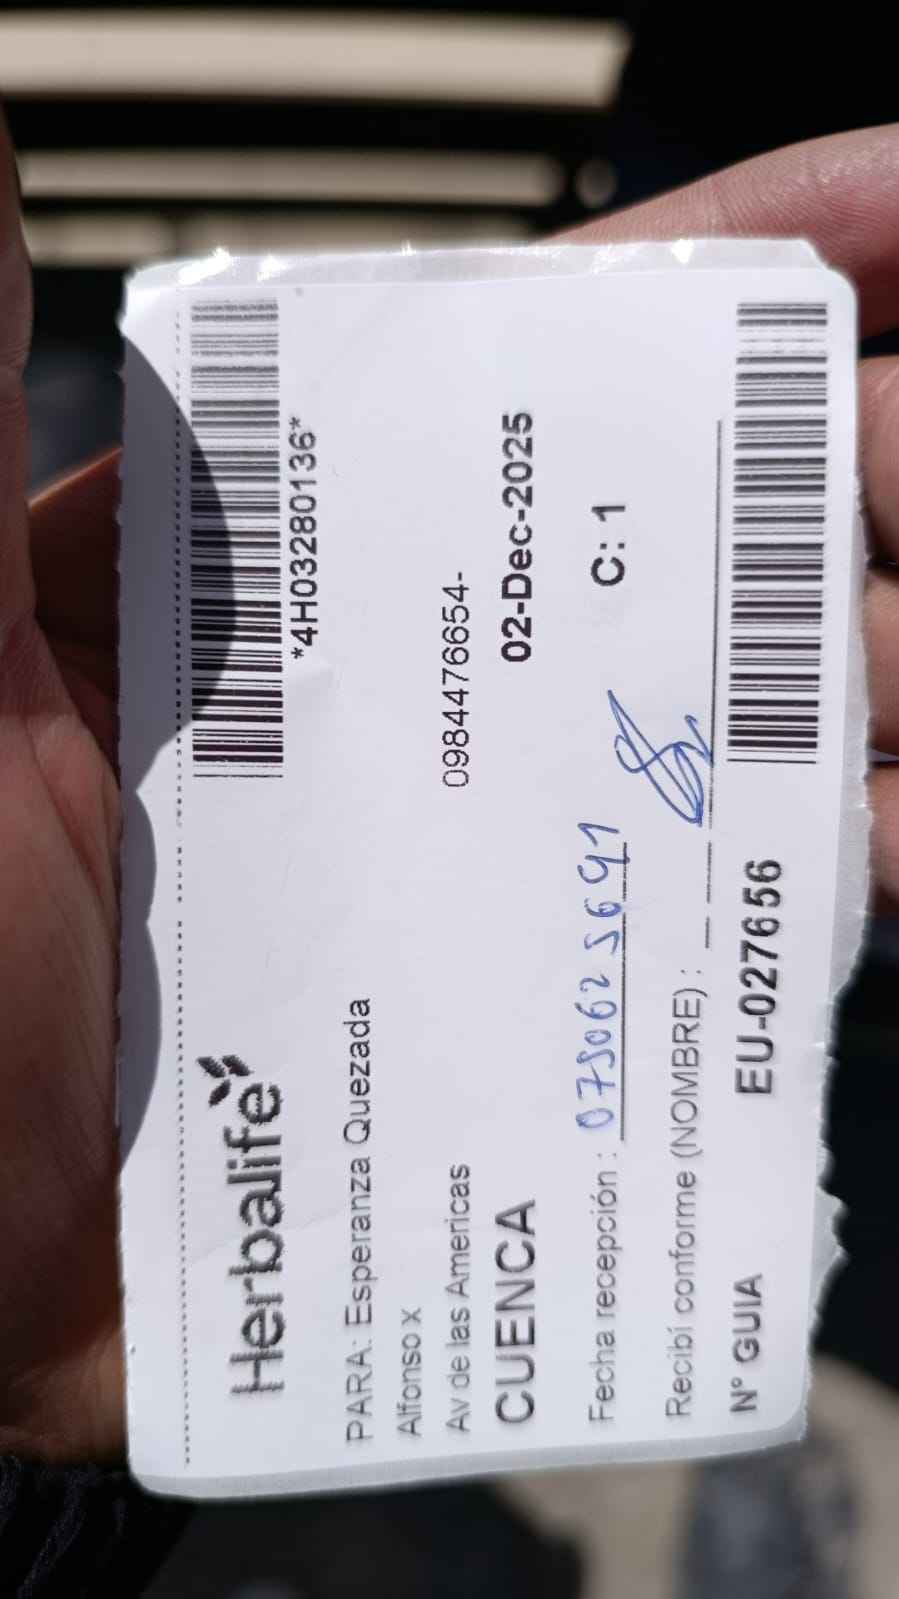 *4H03280136*
Herbalife
PARA: Esperanza Quezada
Alfonso x
Av de las Americas 0984476654-
CUENCA 02-Dec-2025
Fecha recepción : 0750625691 C: 1
Recibí conforme (NOMBRE) :
N° GUIA EU-027656